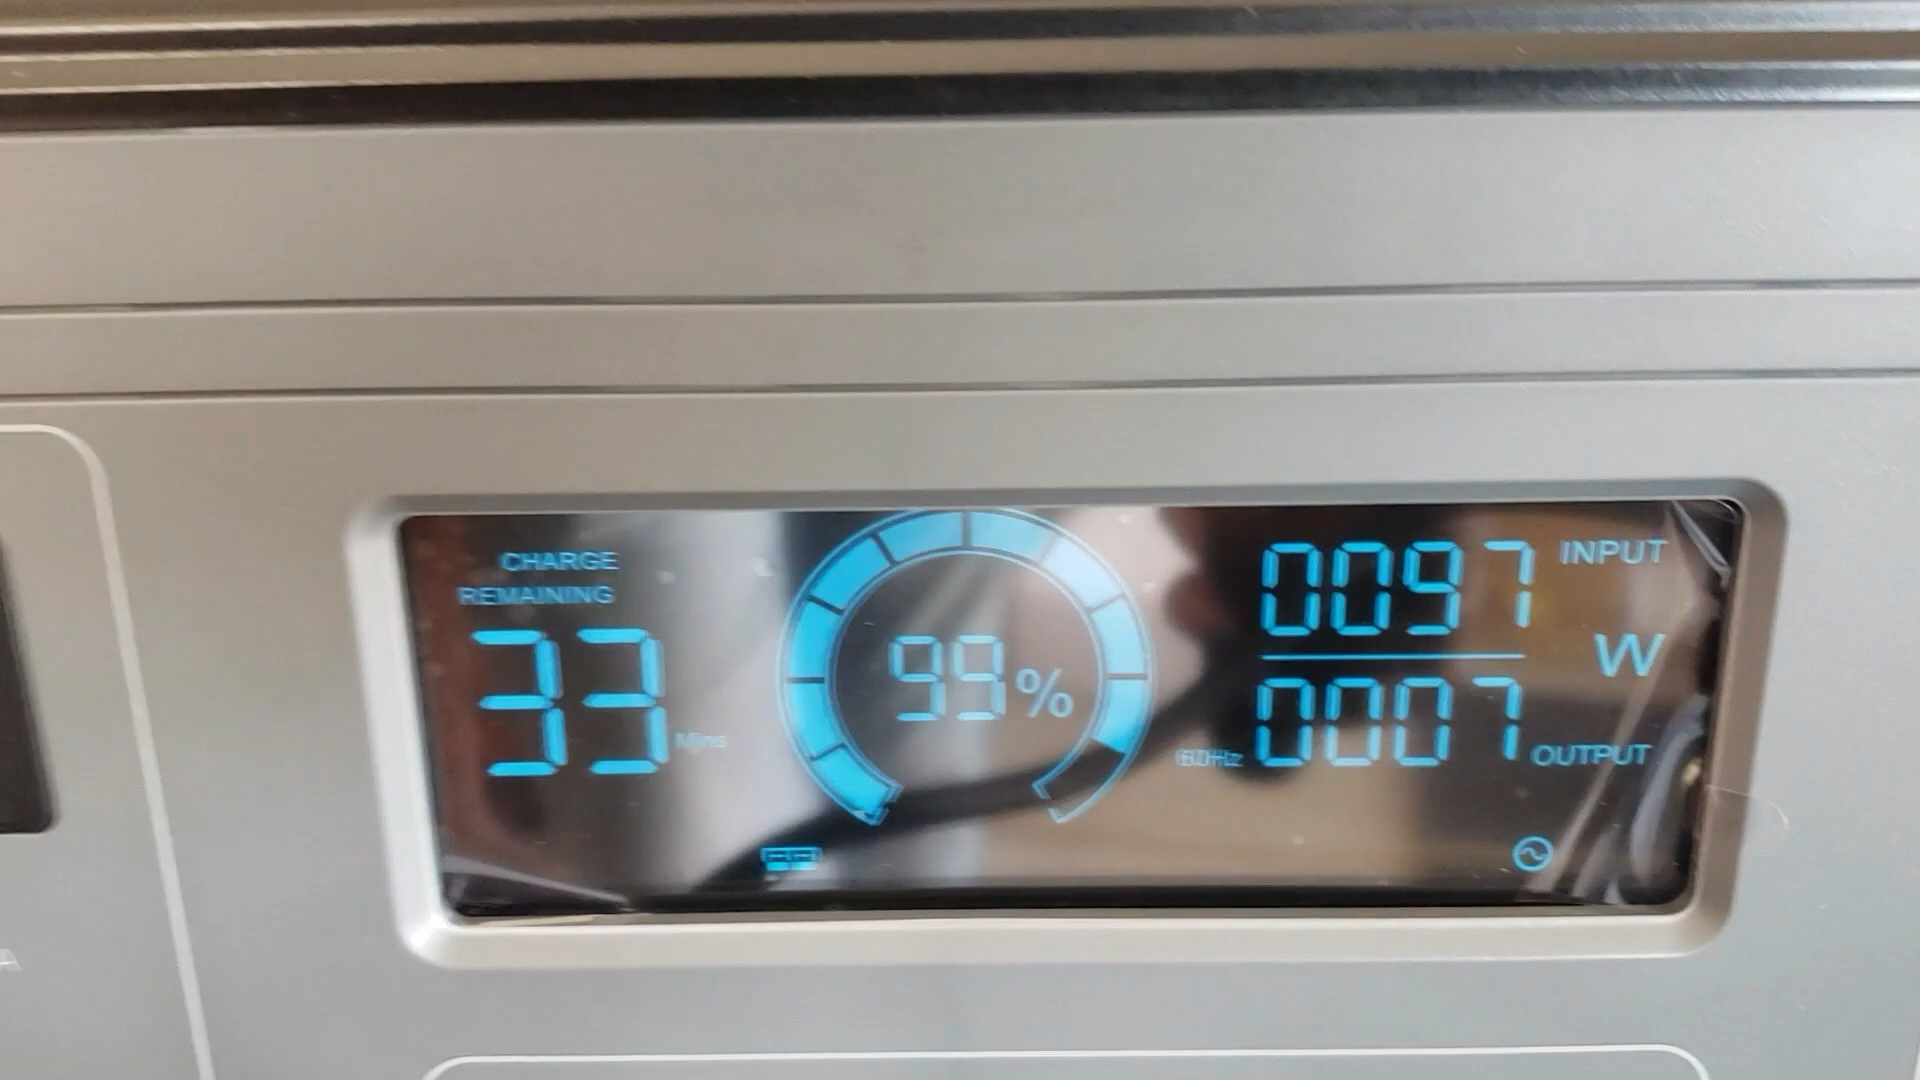 CHARGE
REMAINING
33 Mins
99%
0097 INPUT
W
60Hz 0007 OUTPUT
A